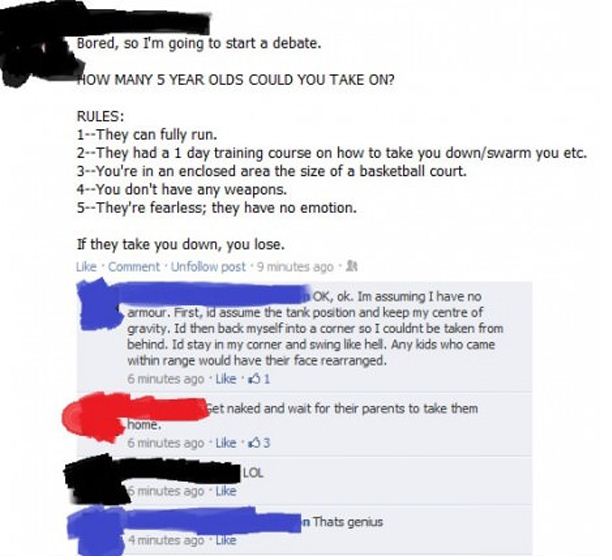 Bored, so I'm going to start a debate.
HOW MANY 5 YEAR OLDS COULD YOU TAKE ON?
RULES:
1--They can fully run.
2--They had a 1 day training course on how to take you down/swarm you etc.
3--You're in an enclosed area the size of a basketball court.
4--You don't have any weapons.
5--They're fearless; they have no emotion.
If they take you down, you lose.
Like · Comment · Unfollow post · 9 minutes ago ·
OK, ok. Im assuming I have no
armour. First, id assume the tank position and keep my centre of
gravity. Id then back myself into a corner so I couldnt be taken from
behind. Id stay in my corner and swing like hell. Any kids who came
within range would have their face rearranged.
6 minutes ago · Like · 1
Get naked and wait for their parents to take them
home.
6 minutes ago · Like · 3
LOL
6 minutes ago · Like
n Thats genius
4 minutes ago · Like